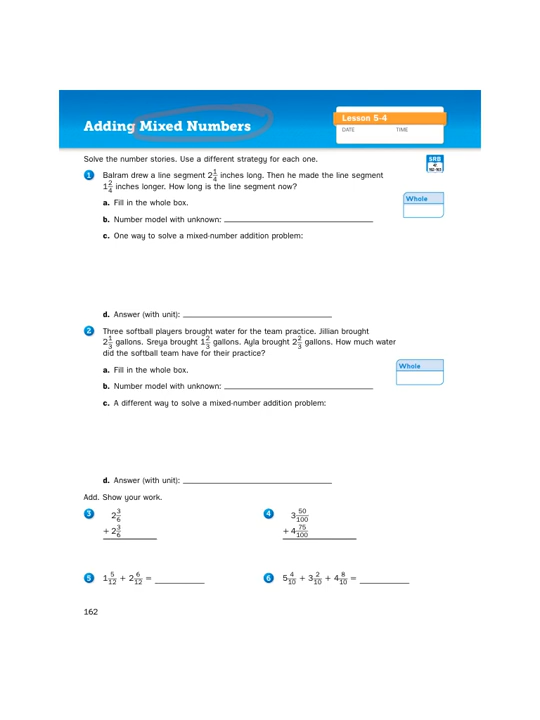 Adding Mixed Numbers
Lesson 5-4
DATE TIME
Solve the number stories. Use a different strategy for each one.
SRB
1 Balram drew a line segment 2 1/4 inches long. Then he made the line segment
1 2/4 inches longer. How long is the line segment now?
Whole
a. Fill in the whole box.
b. Number model with unknown:
c. One way to solve a mixed-number addition problem:
d. Answer (with unit):
2 Three softball players brought water for the team practice. Jillian brought
2 1/3 gallons. Sreya brought 1 2/3 gallons. Ayla brought 2 2/3 gallons. How much water
did the softball team have for their practice?
Whole
a. Fill in the whole box.
b. Number model with unknown:
c. A different way to solve a mixed-number addition problem:
d. Answer (with unit):
Add. Show your work.
3 2 3/6
+ 2 3/6
4 3 50/100
+ 4 75/100
5 1 5/12 + 2 6/12 =
6 5 4/10 + 3 2/10 + 4 8/10 =
162